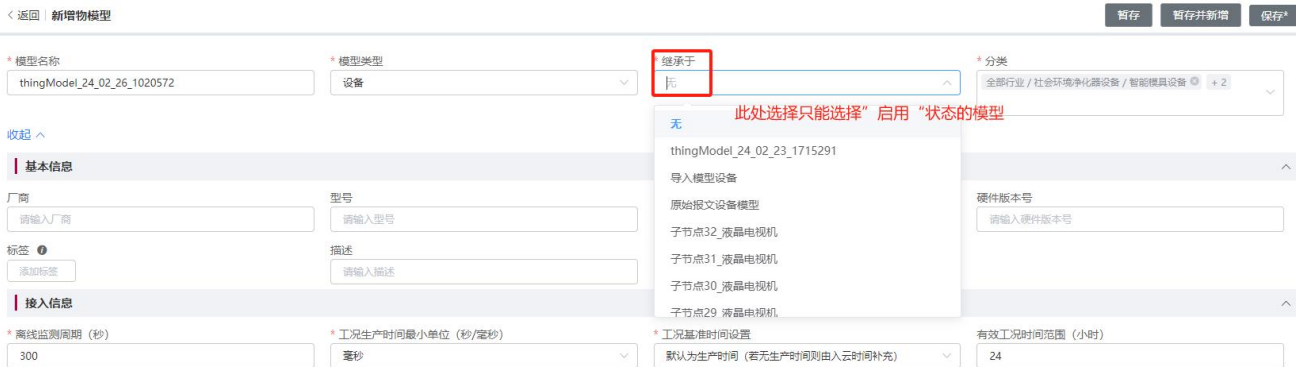 返回 新增物模型 暂存 暂存并新增 保存*
* 模型名称 * 模型类型 * 继承于 * 分类
thingModel_24_02_26_1020572 设备 无 全部行业 / 社会环境净化器设备 / 智能模具设备 + 2
此处选择只能选择”启用“状态的模型
无
收起
thingModel_24_02_23_1715291
基本信息
导入模型设备
厂商 型号 硬件版本号
原始报文设备模型
请输入厂商 请输入型号 请输入硬件版本号
子节点32_液晶电视机
标签 描述
子节点31_液晶电视机
添加标签 请输入描述
子节点30_液晶电视机
接入信息
子节点29_液晶电视机
* 离线监测周期（秒） * 工况生产时间最小单位（秒/毫秒） * 工况基准时间设置 有效工况时间范围（小时）
300 毫秒 默认为生产时间（若无生产时间则由入云时间补充） 24